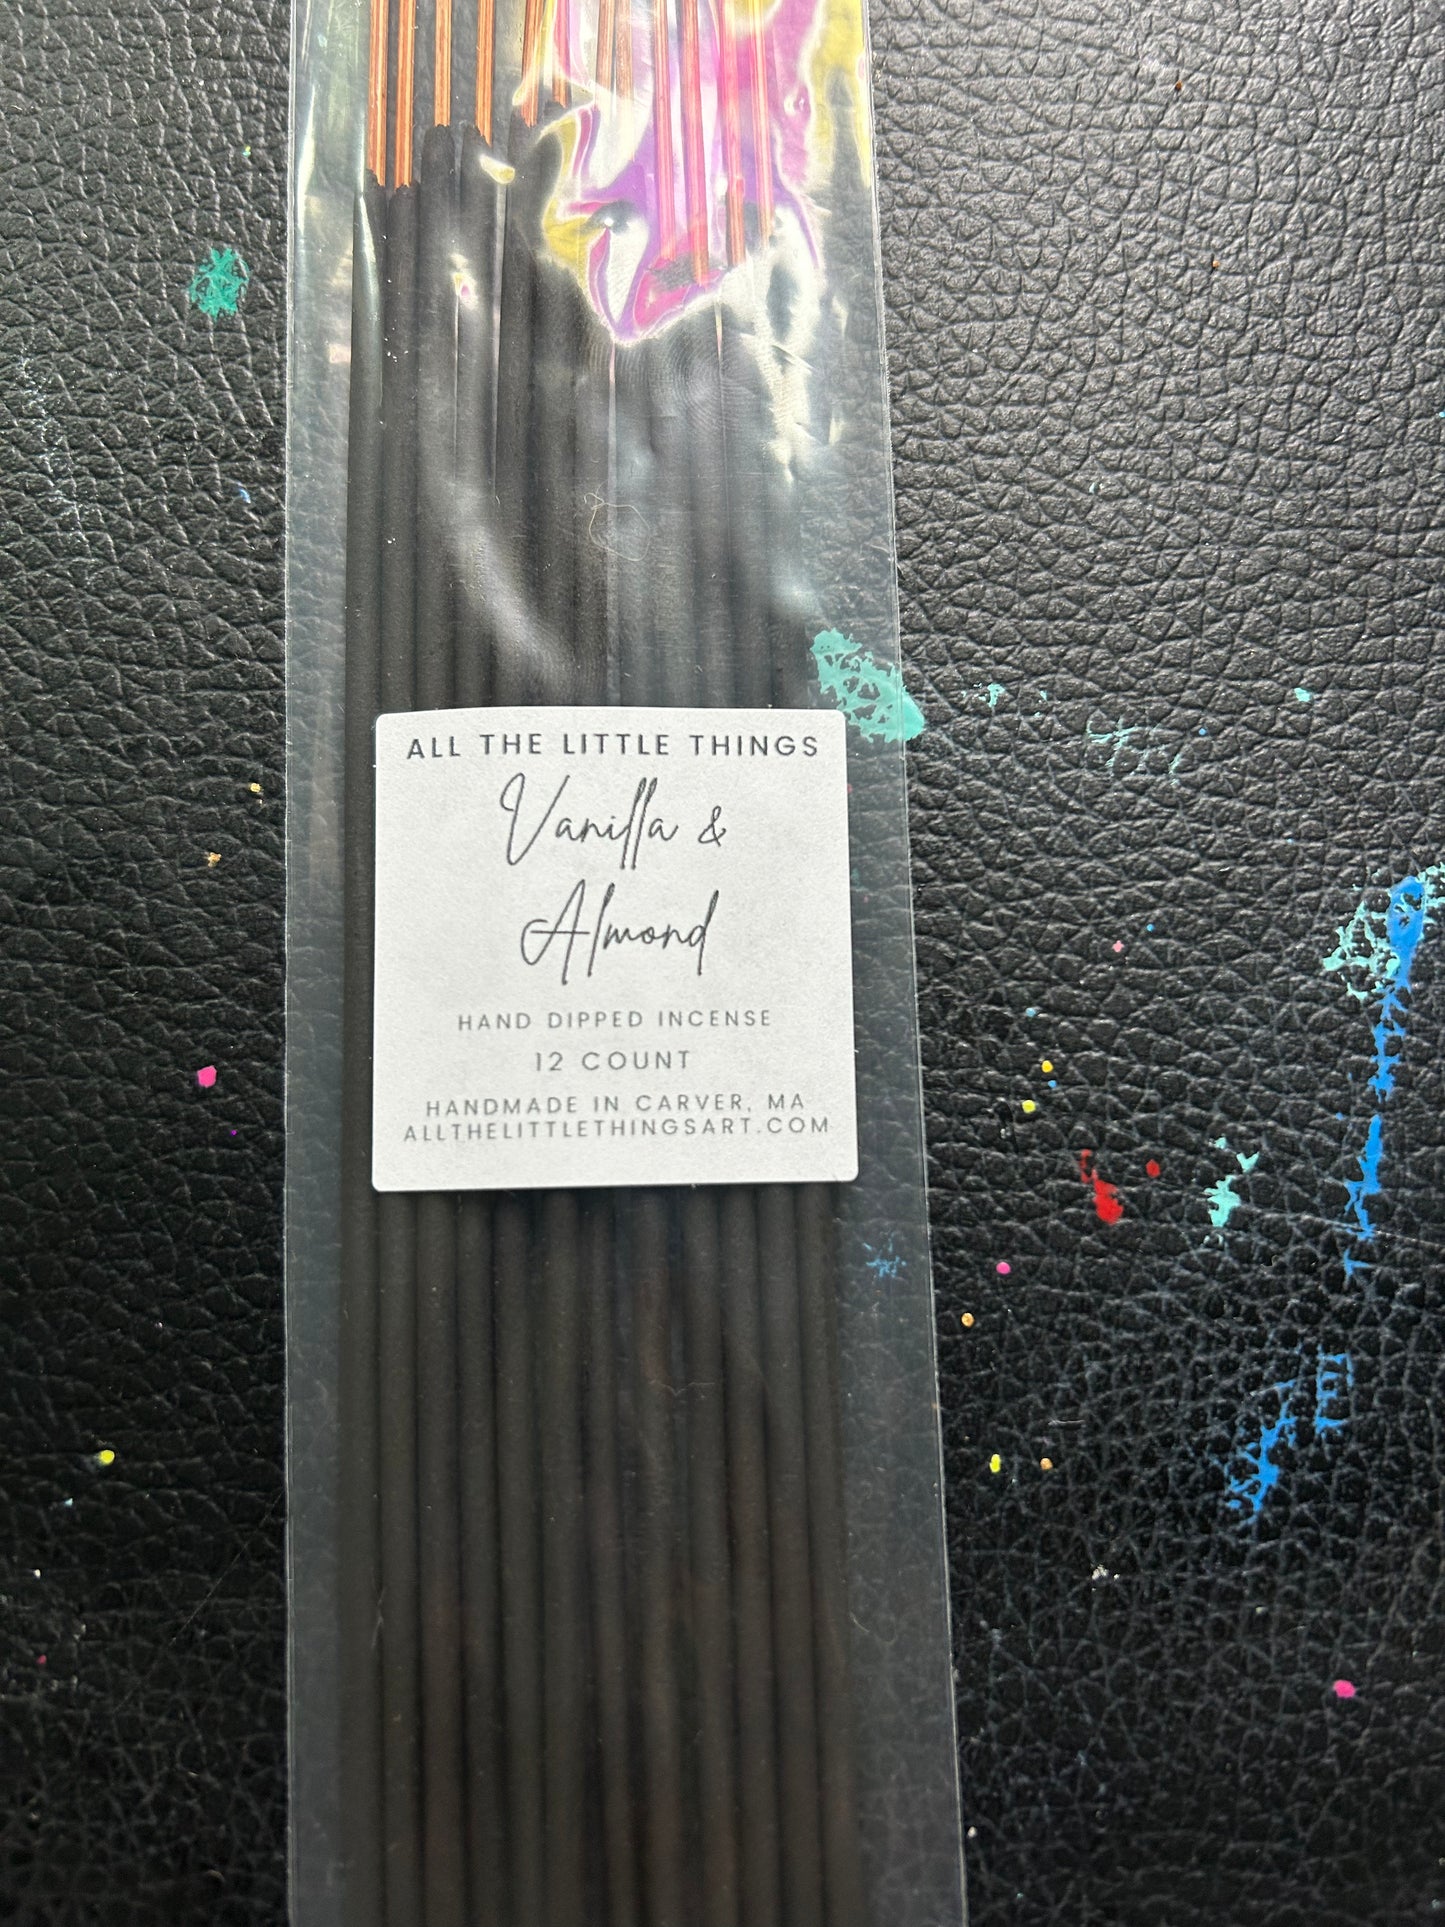 ALL THE LITTLE THINGS
Vanilla &
Almond
HAND DIPPED INCENSE
12 COUNT
HANDMADE IN CARVER, MA
ALLTHELITTLETHINGSART.COM